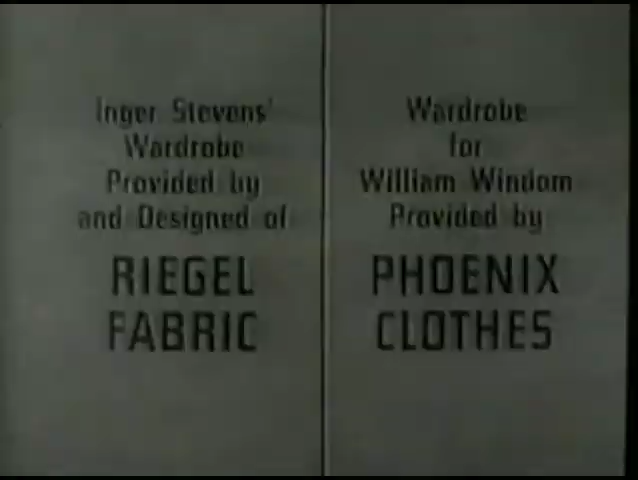 Inger Stevens'
Wardrobe
Provided by
and Designed of
RIEGEL
FABRIC
Wardrobe
for
William Windom
Provided by
PHOENIX
CLOTHES